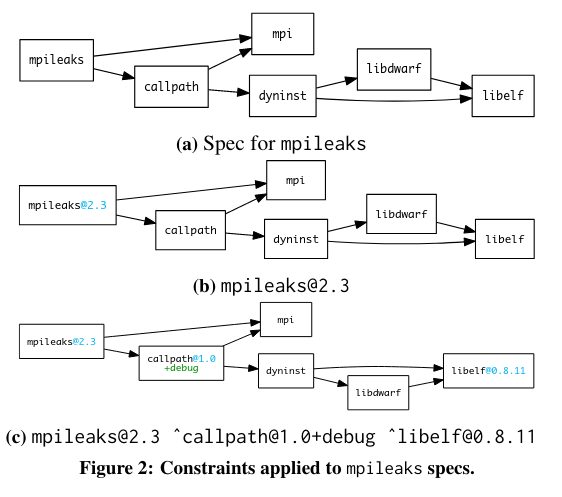 mpi
mpileaks
callpath
libdwarf
dyninst
libelf
(a) Spec for mpileaks
mpi
mpileaks@2.3
callpath
libdwarf
dyninst
libelf
(b) mpileaks@2.3
mpi
mpileaks@2.3
callpath@1.0
+debug
dyninst
libelf@0.8.11
libdwarf
(c) mpileaks@2.3 ˆcallpath@1.0+debug ˆlibelf@0.8.11
Figure 2: Constraints applied to mpileaks specs.